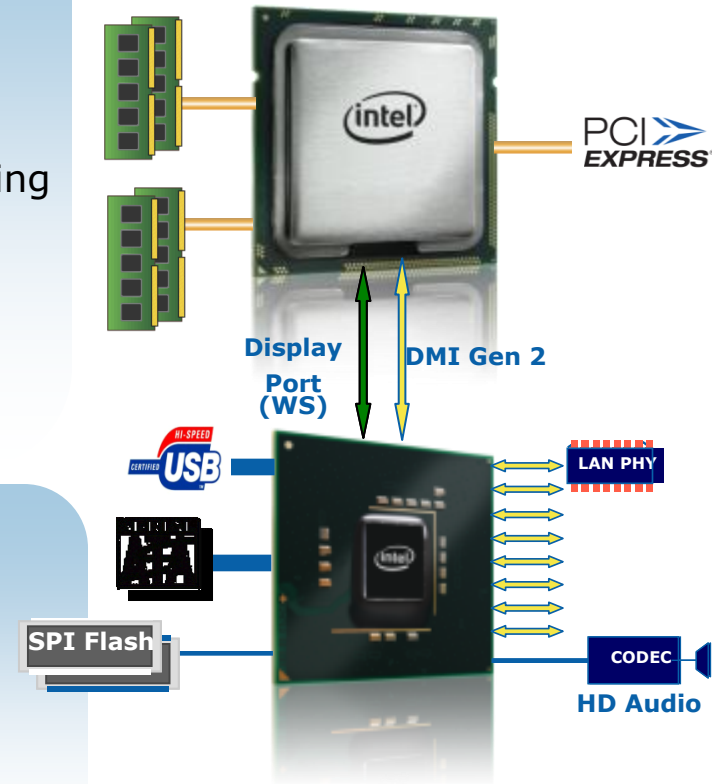 intel
PCI
EXPRESS
ing
Display
Port
(WS)
DMI Gen 2
HI-SPEED
CERTIFIED
USB
LAN PHY
ATA
intel
SPI Flash
CODEC
HD Audio